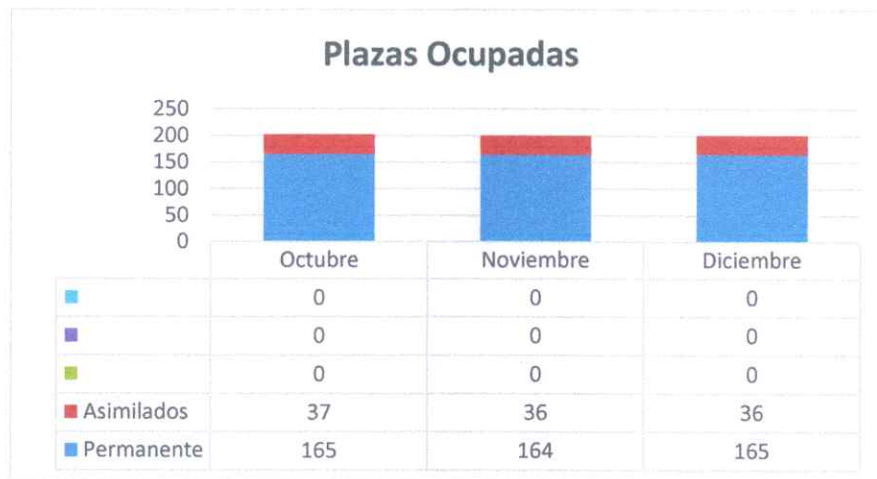 Plazas Ocupadas
250
200
150
100
50
0
Octubre Noviembre Diciembre
0 0 0
0 0 0
0 0 0
Asimilados 37 36 36
Permanente 165 164 165